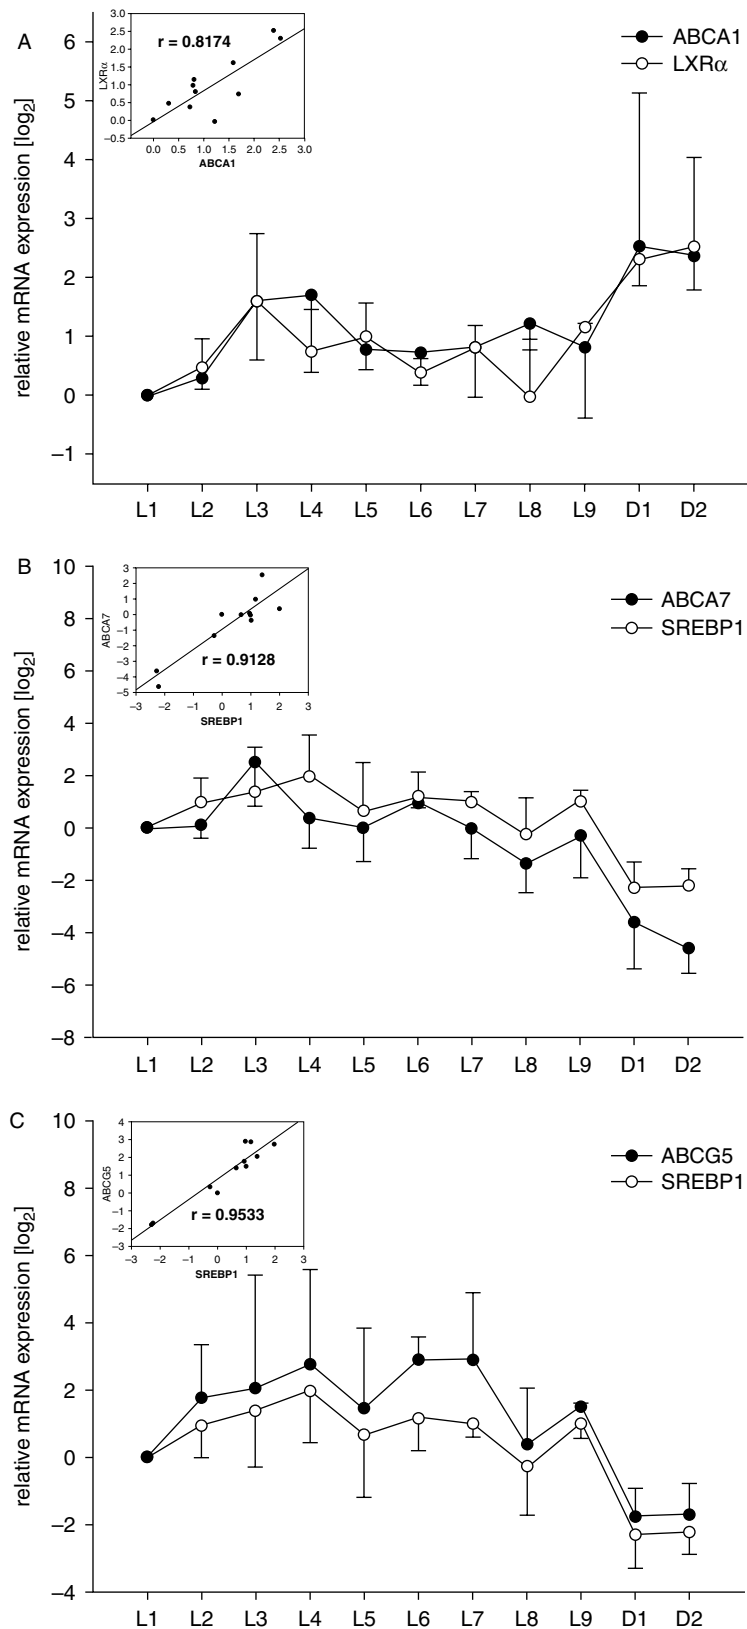 A
relative mRNA expression [log2]
6
5
4
3
2
1
0
−1
ABCA1
LXRα
r = 0.8174
LXRα
3.0
2.5
2.0
1.5
1.0
0.5
0.0
−0.5
0.0 0.5 1.0 1.5 2.0 2.5 3.0
ABCA1
L1 L2 L3 L4 L5 L6 L7 L8 L9 D1 D2
B
relative mRNA expression [log2]
10
8
6
4
2
0
−2
−4
−6
−8
ABCA7
SREBP1
r = 0.9128
ABCA7
3
2
1
0
−1
−2
−3
−4
−5
−3 −2 −1 0 1 2 3
SREBP1
L1 L2 L3 L4 L5 L6 L7 L8 L9 D1 D2
C
relative mRNA expression [log2]
10
8
6
4
2
0
−2
−4
ABCG5
SREBP1
r = 0.9533
ABCG5
4
3
2
1
0
−1
−2
−3
−3 −2 −1 0 1 2 3
SREBP1
L1 L2 L3 L4 L5 L6 L7 L8 L9 D1 D2